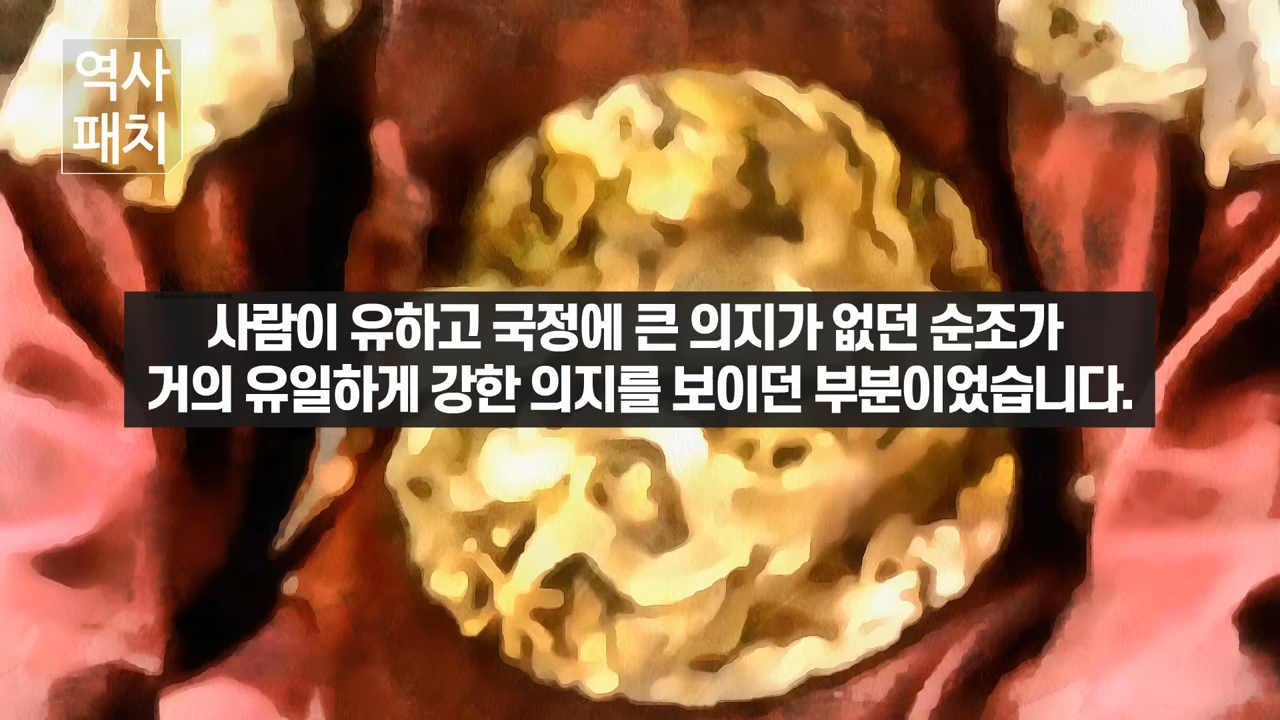 역사
패치
사람이 유하고 국정에 큰 의지가 없던 순조가
거의 유일하게 강한 의지를 보이던 부분이었습니다.